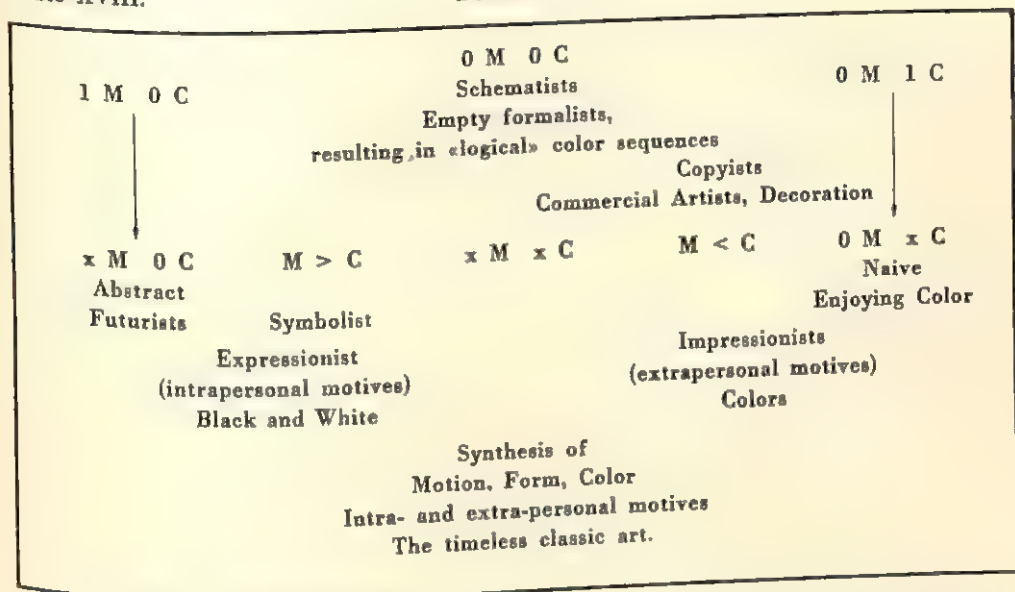 XVIII.
0 M 0 C
1 M 0 C
0 M 1 C
Schematists
Empty formalists,
resulting in «logical» color sequences
Copyists
Commercial Artists, Decoration
x M 0 C M > C x M x C M < C 0 M x C
Abstract
Futurists
Symbolist
Expressionist
(intrapersonal motives)
Black and White
Naive
Enjoying Color
Impressionists
(extrapersonal motives)
Colors
Synthesis of
Motion, Form, Color
Intra- and extra-personal motives
The timeless classic art.